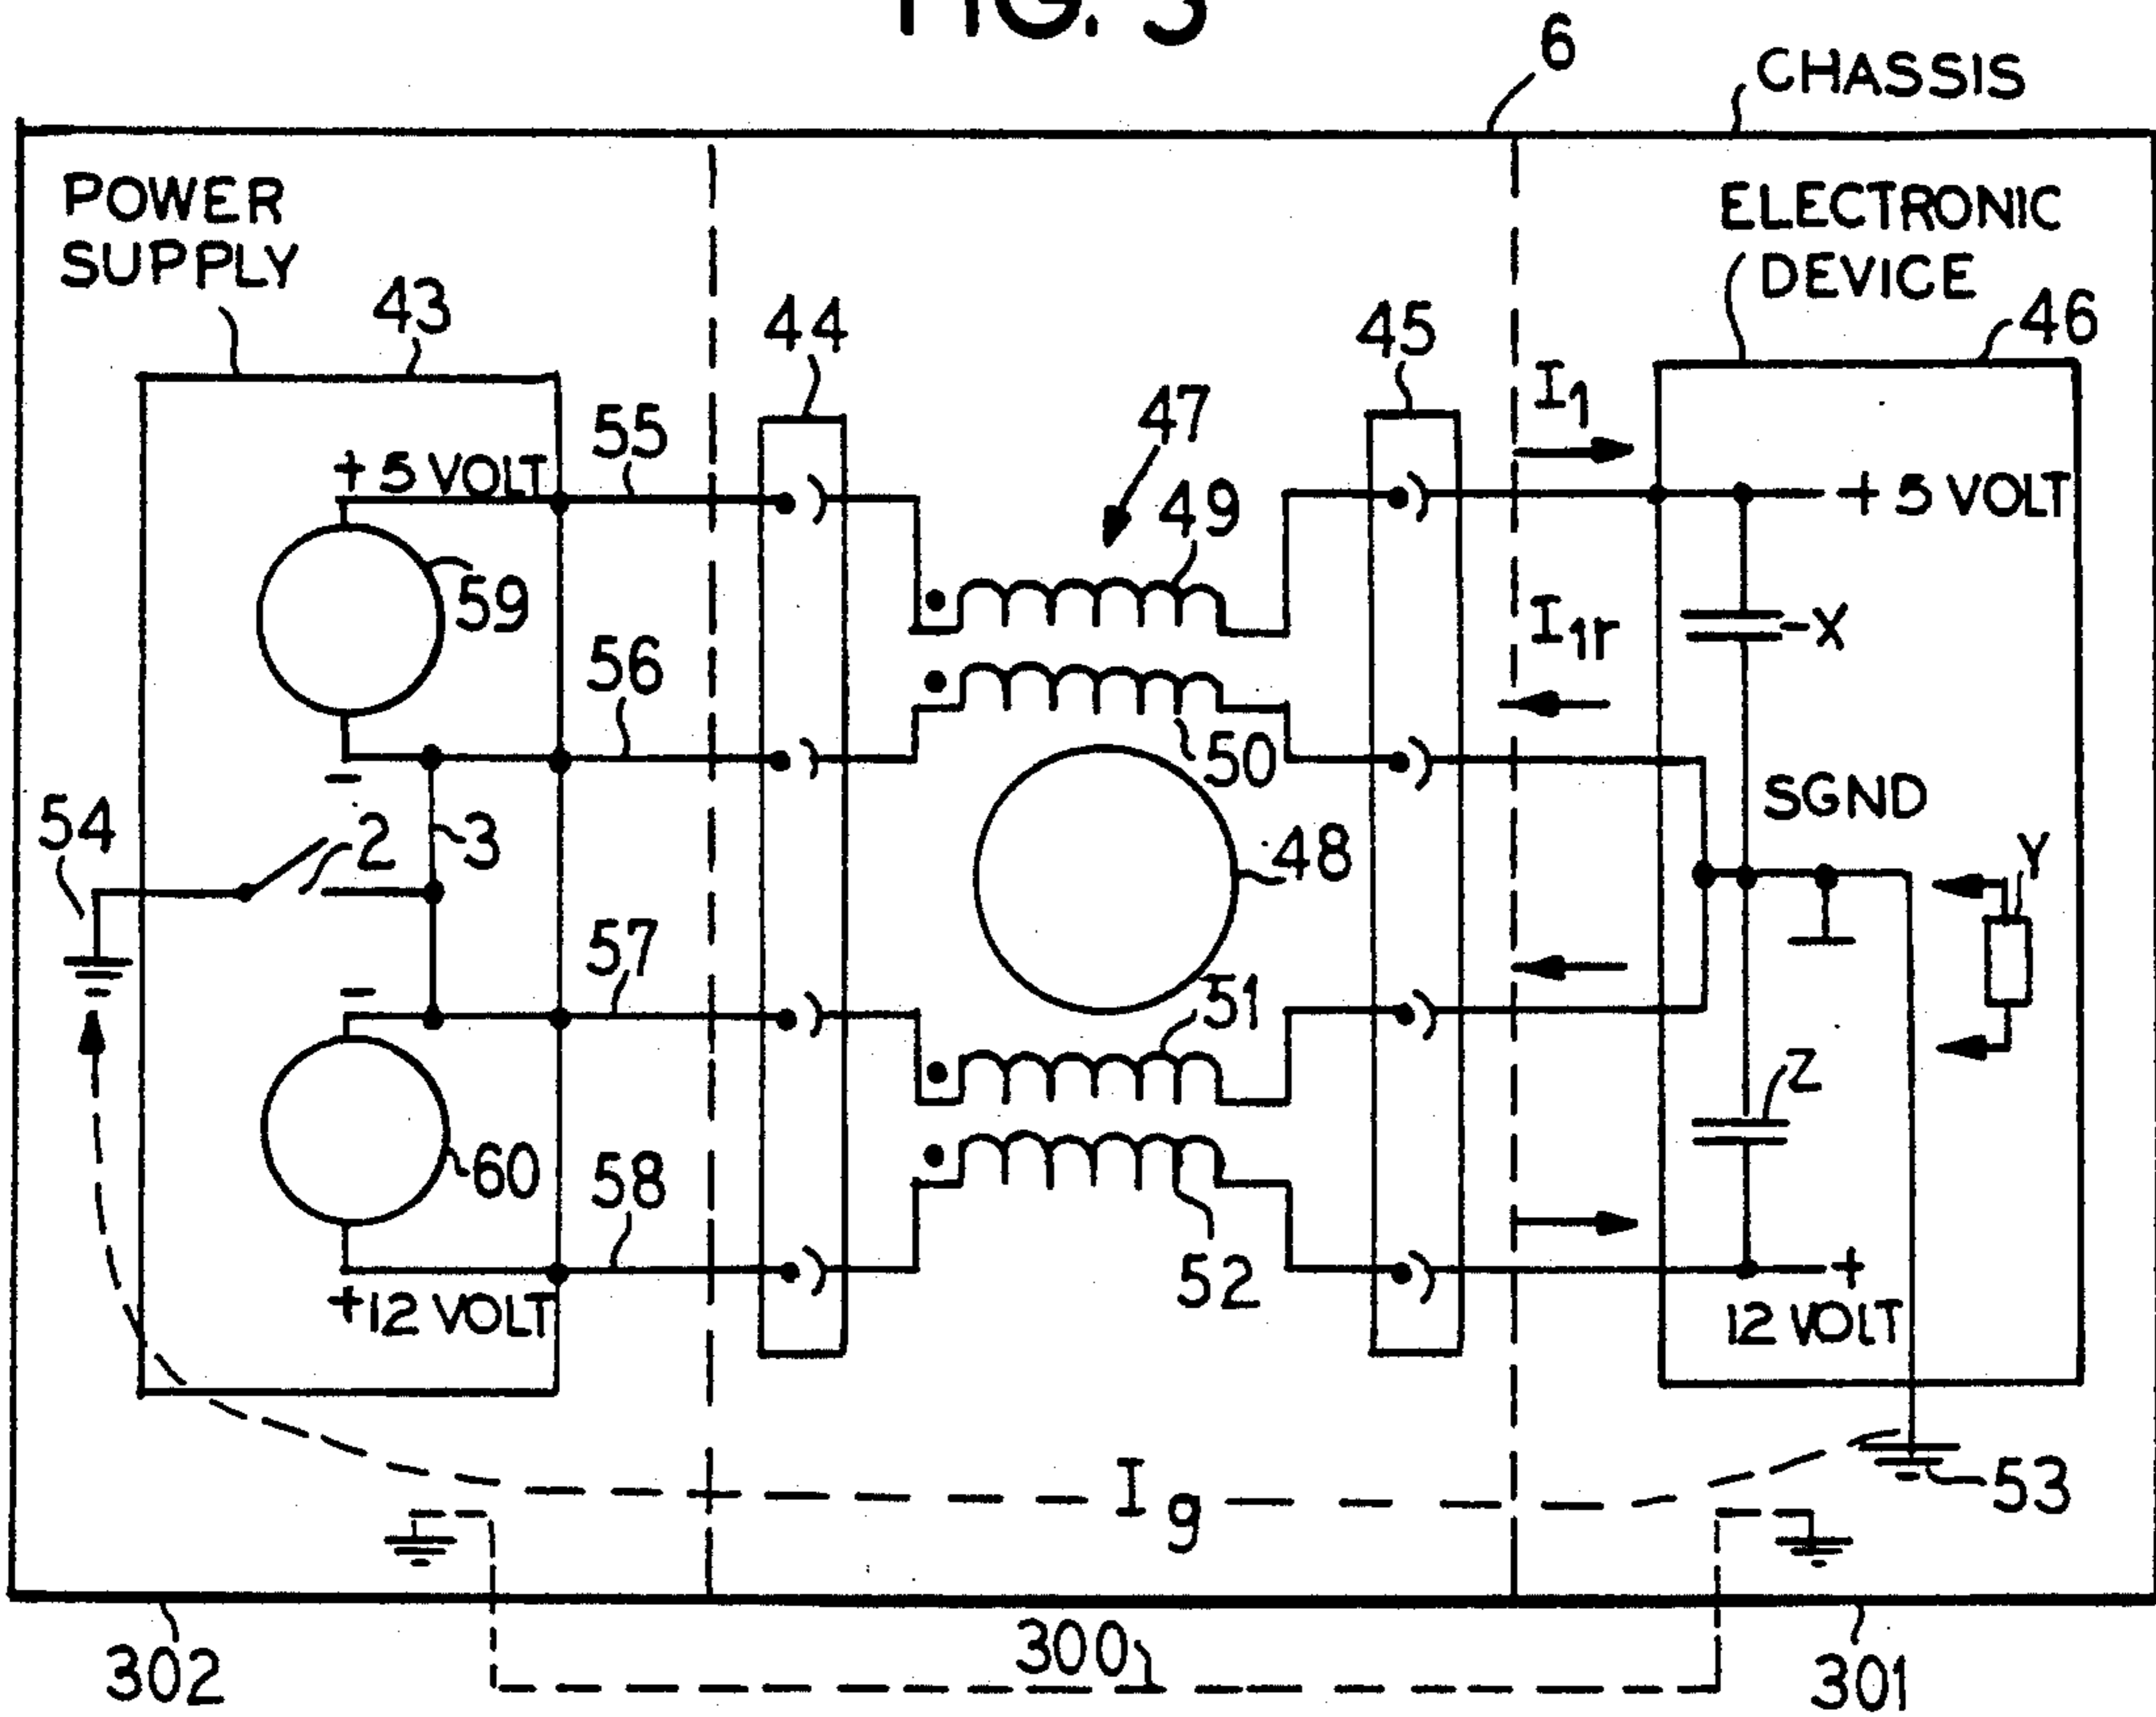 FIG. 5
6
CHASSIS
POWER
SUPPLY
ELECTRONIC
DEVICE
43
44
45
46
47
I1
55
+ 5 VOLT
49
+ 5 VOLT
59
56
I1r
-X
50
SGND
54
2
3
48
Y
57
51
Z
60
58
+
52
+12 VOLT
12 VOLT
Ig
53
300
302
301